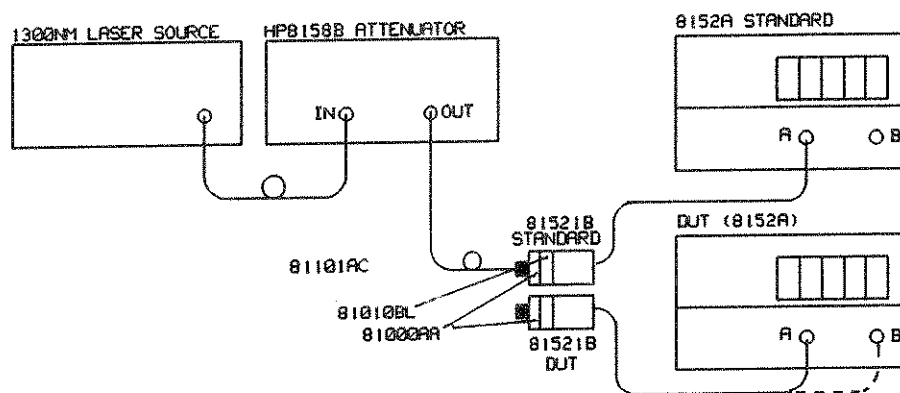 8152A STANDARD
1300NM LASER SOURCE
HP8158B ATTENUATOR
IN
OUT
A
B
81521B
STANDARD
DUT (8152A)
81101AC
81010BL
81000AA
81521B
DUT
A
B